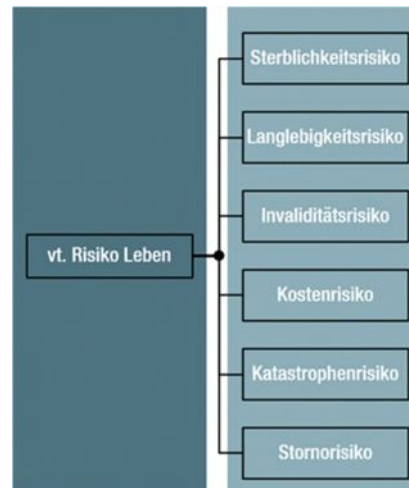 Sterblichkeitsrisiko
Langlebigkeitsrisiko
Invaliditätsrisiko
vt. Risiko Leben
Kostenrisiko
Katastrophenrisiko
Stornorisiko